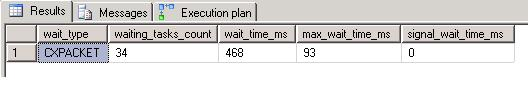 Results Messages Execution plan
wait_type waiting_tasks_count wait_time_ms max_wait_time_ms signal_wait_time_ms
1 CXPACKET 34 468 93 0